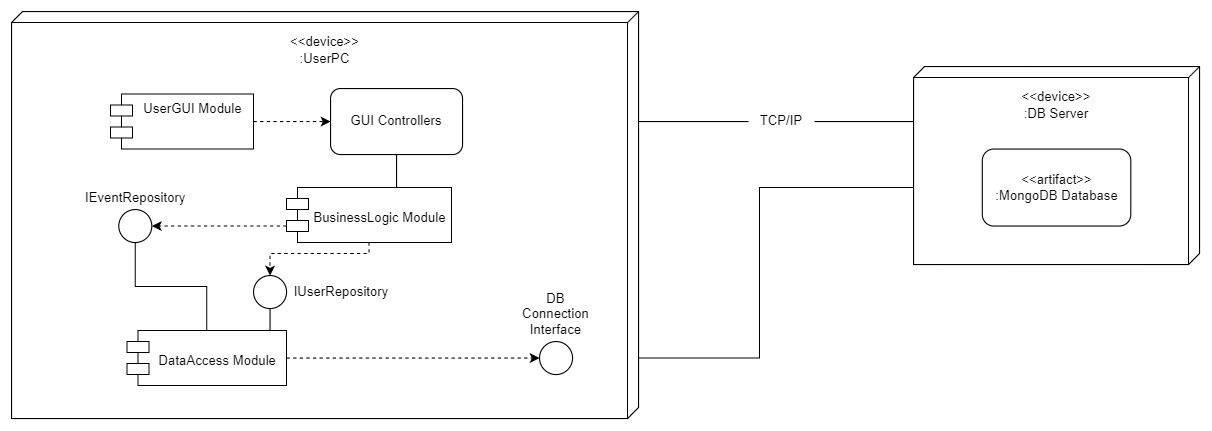 <<device>>
:UserPC
UserGUI Module
GUI Controllers
TCP/IP
<<device>>
:DB Server
<<artifact>>
:MongoDB Database
IEventRepository
BusinessLogic Module
IUserRepository
DB
Connection
Interface
DataAccess Module